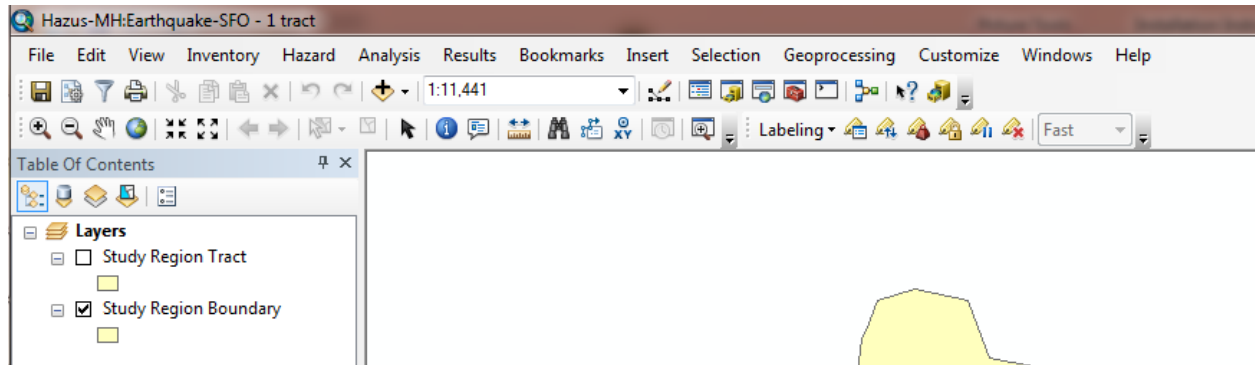 Hazus-MH:Earthquake-SFO - 1 tract
File Edit View Inventory Hazard Analysis Results Bookmarks Insert Selection Geoprocessing Customize Windows Help
1:11,441
Labeling Fast
Table Of Contents
Layers
Study Region Tract
Study Region Boundary